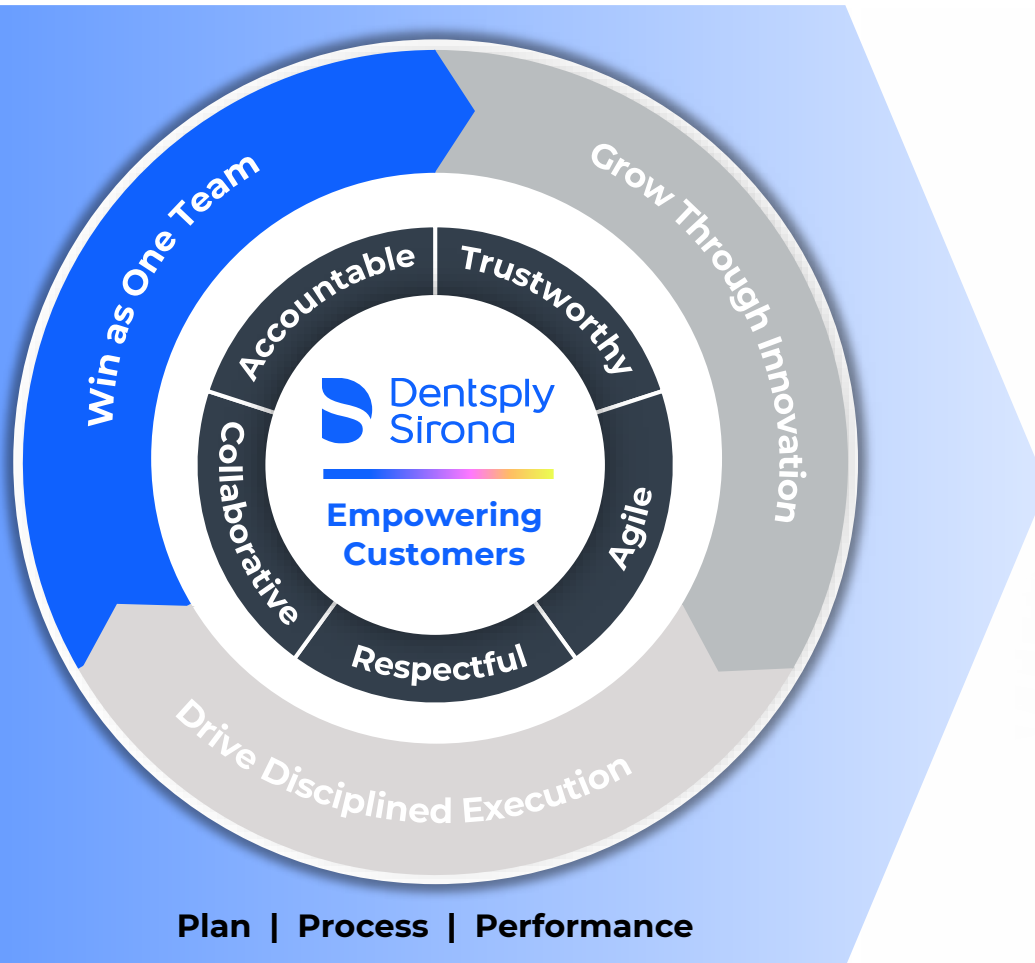 Win as One Team
Grow Through Innovation
Drive Disciplined Execution
Accountable
Trustworthy
Agile
Respectful
Collaborative
Dentsply
Sirona
Empowering
Customers
Plan | Process | Performance